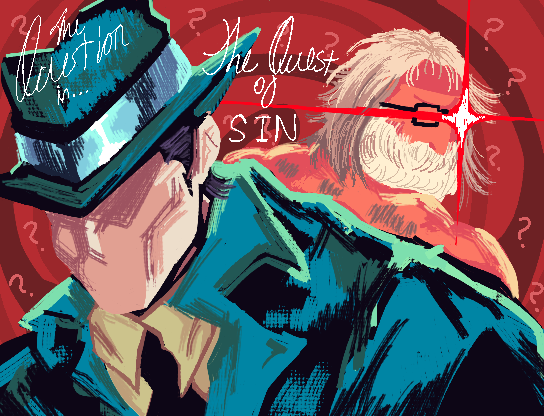 The
Question
is...
The Quest
of
SIN
? ? ? ? ? ? ? ? ?